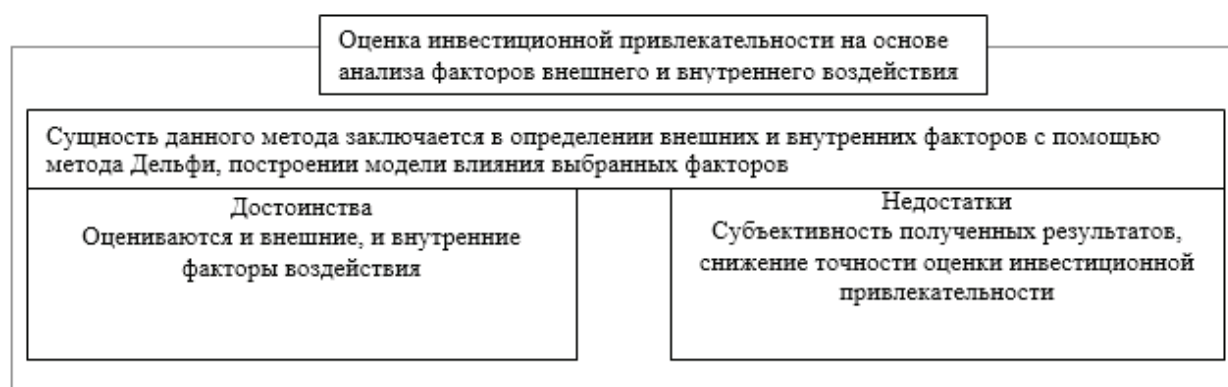 Оценка инвестиционной привлекательности на основе
анализа факторов внешнего и внутреннего воздействия
Сущность данного метода заключается в определении внешних и внутренних факторов с помощью
метода Дельфи, построении модели влияния выбранных факторов
Достоинства
Оцениваются и внешние, и внутренние
факторы воздействия
Недостатки
Субъективность полученных результатов,
снижение точности оценки инвестиционной
привлекательности